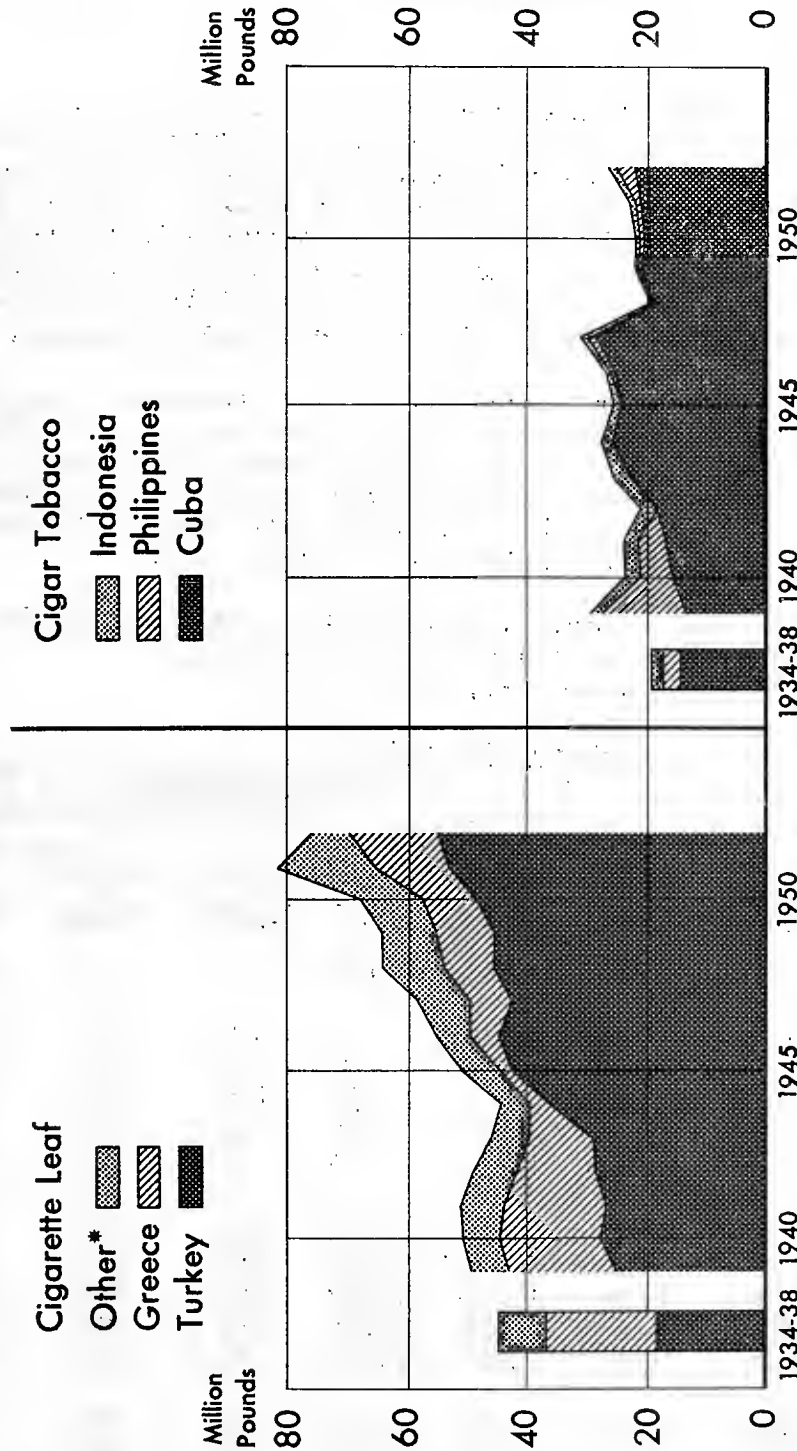 Cigarette Leaf
Other*
Greece
Turkey
Million
Pounds
80
60
40
20
0
1934-38
1940
1945
1950
Cigar Tobacco
Indonesia
Philippines
Cuba
Million
Pounds
80
60
40
20
0
1934-38
1940
1945
1950